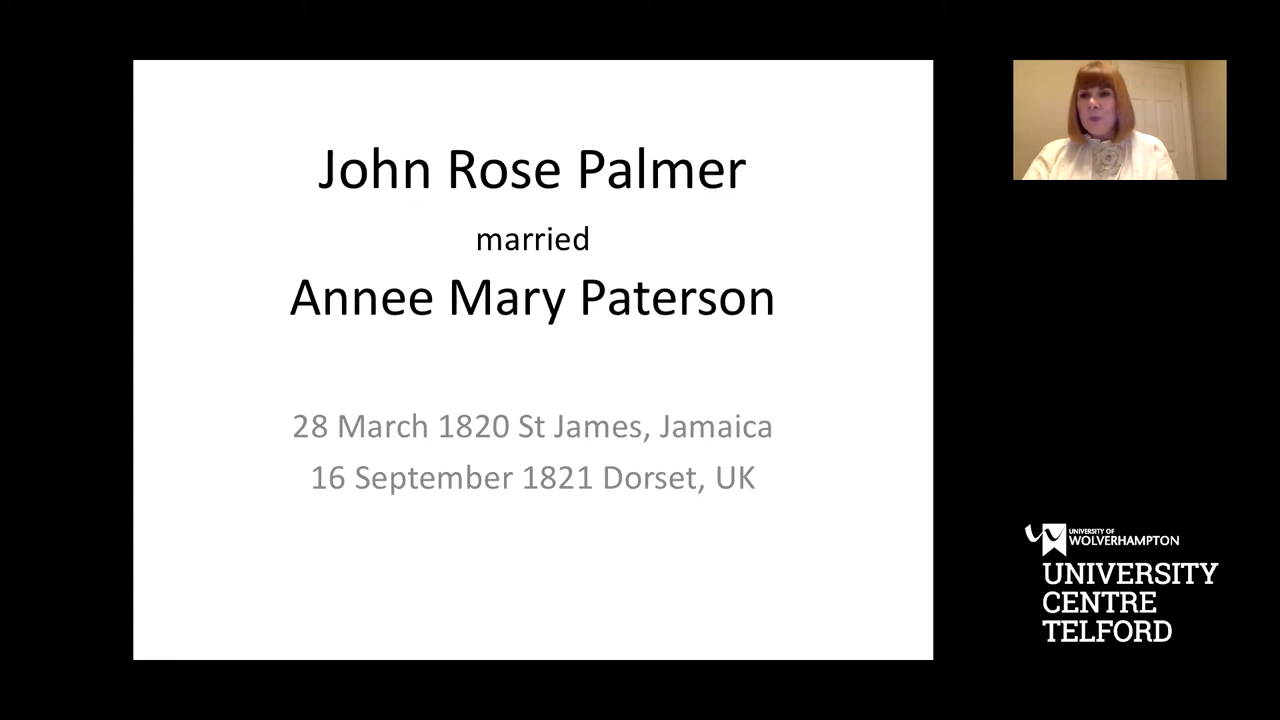 John Rose Palmer
married
Annee Mary Paterson
28 March 1820 St James, Jamaica
16 September 1821 Dorset, UK
UNIVERSITY OF
WOLVERHAMPTON
UNIVERSITY
CENTRE
TELFORD